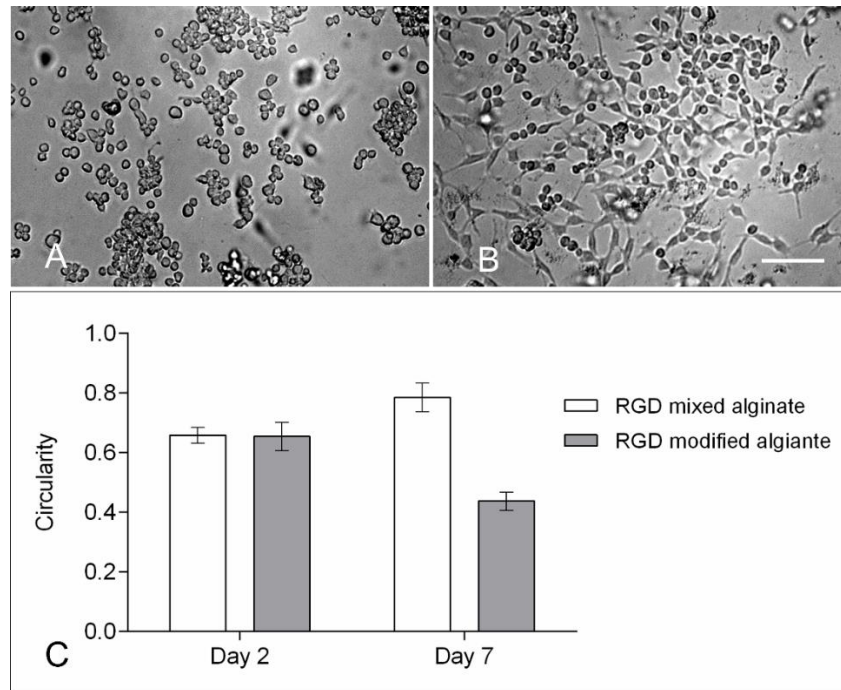 A
B
1.0
0.8
0.6
0.4
0.2
0.0
Circularity
Day 2
Day 7
RGD mixed alginate
RGD modified algiante
C